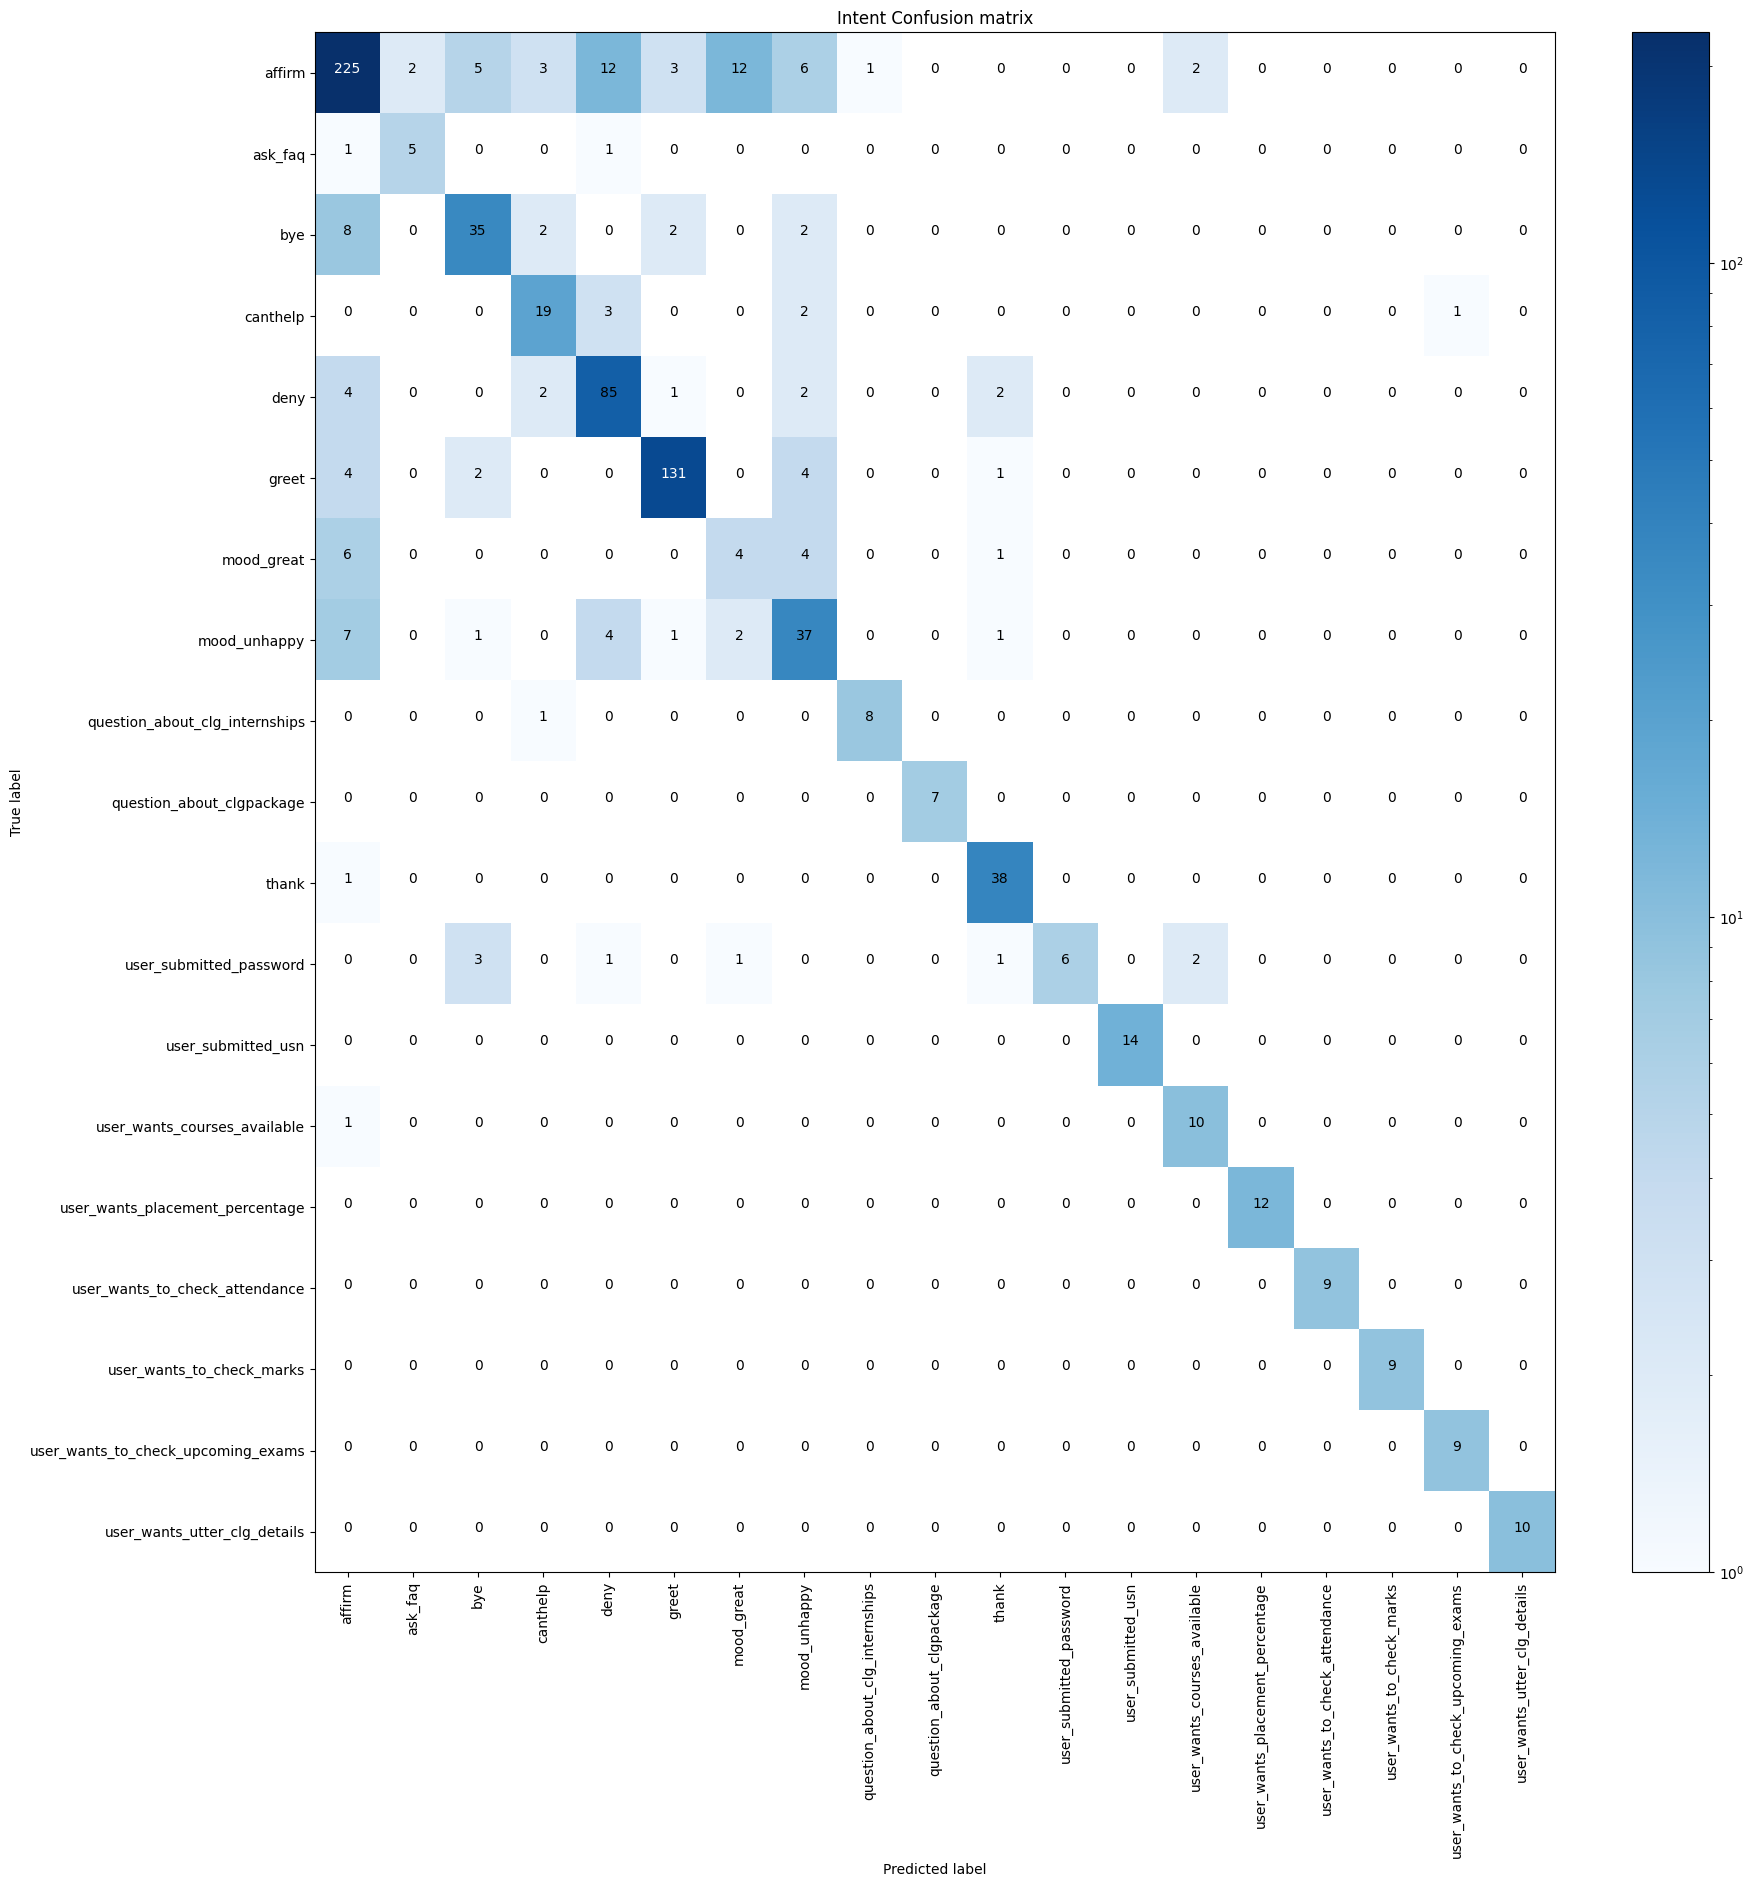 Intent Confusion matrix
affirm 225 2 5 3 12 3 12 6 1 0 0 0 0 2 0 0 0 0 0
ask_faq 1 5 0 0 1 0 0 0 0 0 0 0 0 0 0 0 0 0 0
bye 8 0 35 2 0 2 0 2 0 0 0 0 0 0 0 0 0 0 0
canthelp 0 0 0 19 3 0 0 2 0 0 0 0 0 0 0 0 0 1 0
deny 4 0 0 2 85 1 0 2 0 0 2 0 0 0 0 0 0 0 0
greet 4 0 2 0 0 131 0 4 0 0 1 0 0 0 0 0 0 0 0
mood_great 6 0 0 0 0 0 4 4 0 0 1 0 0 0 0 0 0 0 0
mood_unhappy 7 0 1 0 4 1 2 37 0 0 1 0 0 0 0 0 0 0 0
question_about_clg_internships 0 0 0 1 0 0 0 0 8 0 0 0 0 0 0 0 0 0 0
question_about_clgpackage 0 0 0 0 0 0 0 0 0 7 0 0 0 0 0 0 0 0 0
thank 1 0 0 0 0 0 0 0 0 0 38 0 0 0 0 0 0 0 0
user_submitted_password 0 0 3 0 1 0 1 0 0 0 1 6 0 2 0 0 0 0 0
user_submitted_usn 0 0 0 0 0 0 0 0 0 0 0 0 14 0 0 0 0 0 0
user_wants_courses_available 1 0 0 0 0 0 0 0 0 0 0 0 0 10 0 0 0 0 0
user_wants_placement_percentage 0 0 0 0 0 0 0 0 0 0 0 0 0 0 12 0 0 0 0
user_wants_to_check_attendance 0 0 0 0 0 0 0 0 0 0 0 0 0 0 0 9 0 0 0
user_wants_to_check_marks 0 0 0 0 0 0 0 0 0 0 0 0 0 0 0 0 9 0 0
user_wants_to_check_upcoming_exams 0 0 0 0 0 0 0 0 0 0 0 0 0 0 0 0 0 9 0
user_wants_utter_clg_details 0 0 0 0 0 0 0 0 0 0 0 0 0 0 0 0 0 0 10
True label
affirm
ask_faq
bye
canthelp
deny
greet
mood_great
mood_unhappy
question_about_clg_internships
question_about_clgpackage
thank
user_submitted_password
user_submitted_usn
user_wants_courses_available
user_wants_placement_percentage
user_wants_to_check_attendance
user_wants_to_check_marks
user_wants_to_check_upcoming_exams
user_wants_utter_clg_details
Predicted label
10²
10¹
10⁰